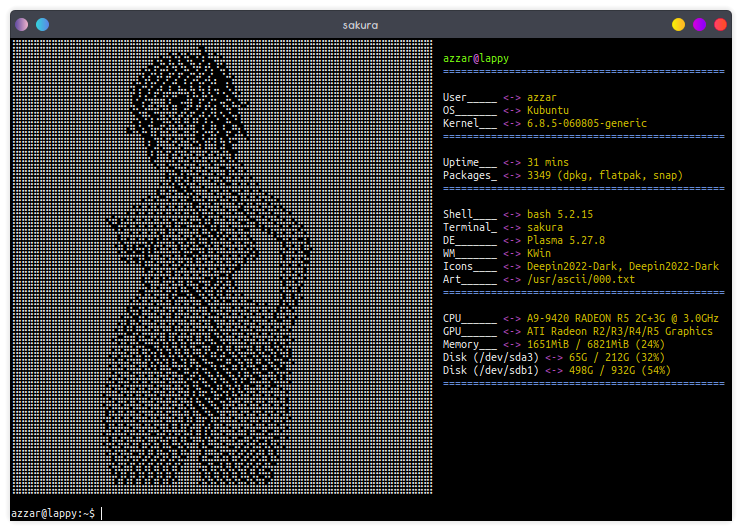 sakura
azzar@lappy
=============================================
User_____ <-> azzar
OS_______ <-> Kubuntu
Kernel___ <-> 6.8.5-060805-generic
=============================================
Uptime___ <-> 31 mins
Packages_ <-> 3349 (dpkg, flatpak, snap)
=============================================
Shell____ <-> bash 5.2.15
Terminal_ <-> sakura
DE_______ <-> Plasma 5.27.8
WM_______ <-> KWin
Icons____ <-> Deepin2022-Dark, Deepin2022-Dark
Art______ <-> /usr/ascii/000.txt
=============================================
CPU______ <-> A9-9420 RADEON R5 2C+3G @ 3.0GHz
GPU______ <-> ATI Radeon R2/R3/R4/R5 Graphics
Memory___ <-> 1651MiB / 6821MiB (24%)
Disk (/dev/sda3) <-> 65G / 212G (32%)
Disk (/dev/sdb1) <-> 498G / 932G (54%)
=============================================
azzar@lappy:~$